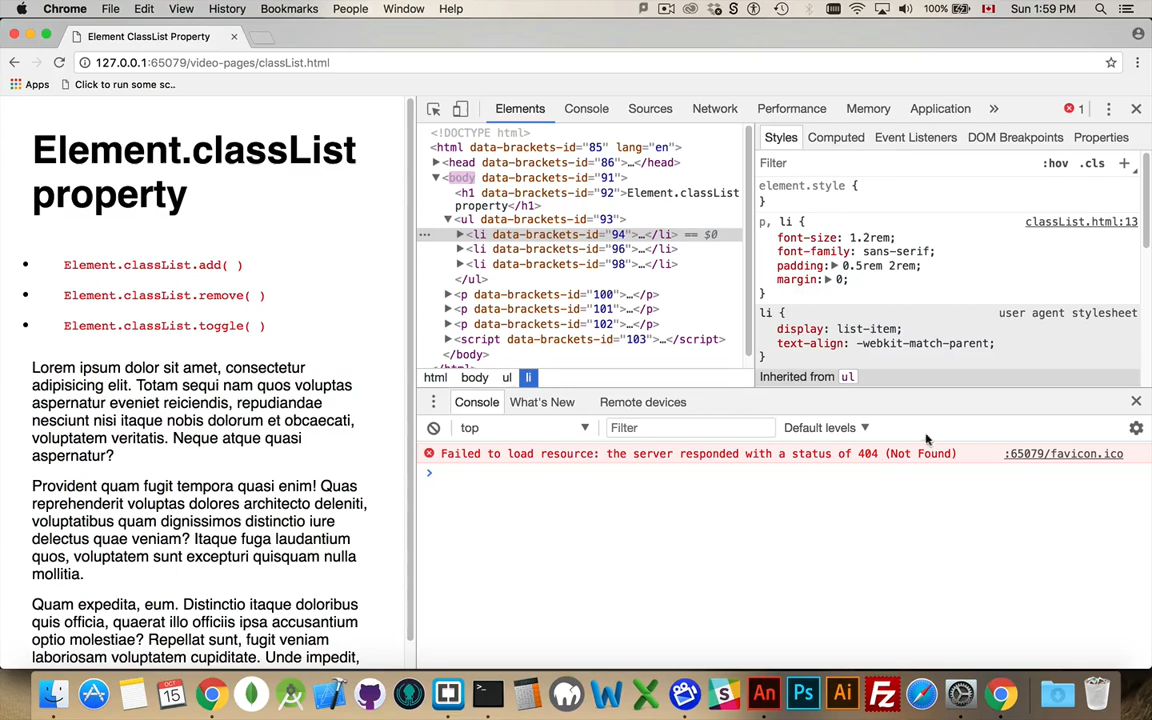 Chrome File Edit View History Bookmarks People Window Help 100% Sun 1:59 PM
Element ClassList Property ×
127.0.0.1:65079/video-pages/classList.html
Apps Click to run some sc..
Element.classList
property
Element.classList.add( )
Element.classList.remove( )
Element.classList.toggle( )
Lorem ipsum dolor sit amet, consectetur
adipisicing elit. Totam sequi nam quos voluptas
aspernatur eveniet reiciendis, repudiandae
nesciunt nisi itaque nobis dolorum et obcaecati,
voluptatem veritatis. Neque atque quasi
aspernatur?
Provident quam fugit tempora quasi enim! Quas
reprehenderit voluptas dolores architecto deleniti,
voluptatibus quam dignissimos distinctio iure
delectus quae veniam? Itaque fuga laudantium
quos, voluptatem sunt excepturi quisquam nulla
mollitia.
Quam expedita, eum. Distinctio itaque doloribus
quis officia, quaerat illo officiis ipsa accusantium
optio molestiae? Repellat sunt, fugit veniam
laboriosam voluptatem cupiditate. Unde impedit,
Elements Console Sources Network Performance Memory Application » 1
<!DOCTYPE html>
<html data-brackets-id="85" lang="en">
<head data-brackets-id="86">…</head>
<body data-brackets-id="91">
<h1 data-brackets-id="92">Element.classList
property</h1>
<ul data-brackets-id="93">
<li data-brackets-id="94">…</li> == $0
<li data-brackets-id="96">…</li>
<li data-brackets-id="98">…</li>
</ul>
<p data-brackets-id="100">…</p>
<p data-brackets-id="101">…</p>
<p data-brackets-id="102">…</p>
<script data-brackets-id="103">…</script>
</body>
html body ul li
Styles Computed Event Listeners DOM Breakpoints Properties
Filter :hov .cls +
element.style {
}
p, li { classList.html:13
font-size: 1.2rem;
font-family: sans-serif;
padding: 0.5rem 2rem;
margin: 0;
}
li { user agent stylesheet
display: list-item;
text-align: -webkit-match-parent;
}
Inherited from ul
Console What's New Remote devices
top Filter Default levels
Failed to load resource: the server responded with a status of 404 (Not Found) :65079/favicon.ico
OCT
15
An Ps Ai Fz